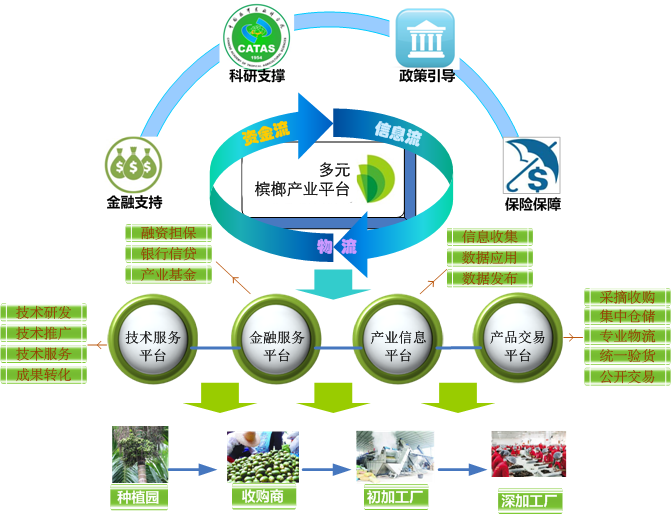 CATAS
1954
科研支撑
政策引导
金融支持
保险保障
资金流
信息流
多元
槟榔产业平台
物 流
融资担保
银行信贷
产业基金
信息收集
数据应用
数据发布
技术研发
技术推广
技术服务
成果转化
采摘收购
集中仓储
专业物流
统一验货
公开交易
技术服务
平台
金融服务
平台
产业信息
平台
产品交易
平台
种植园
收购商
初加工厂
深加工厂